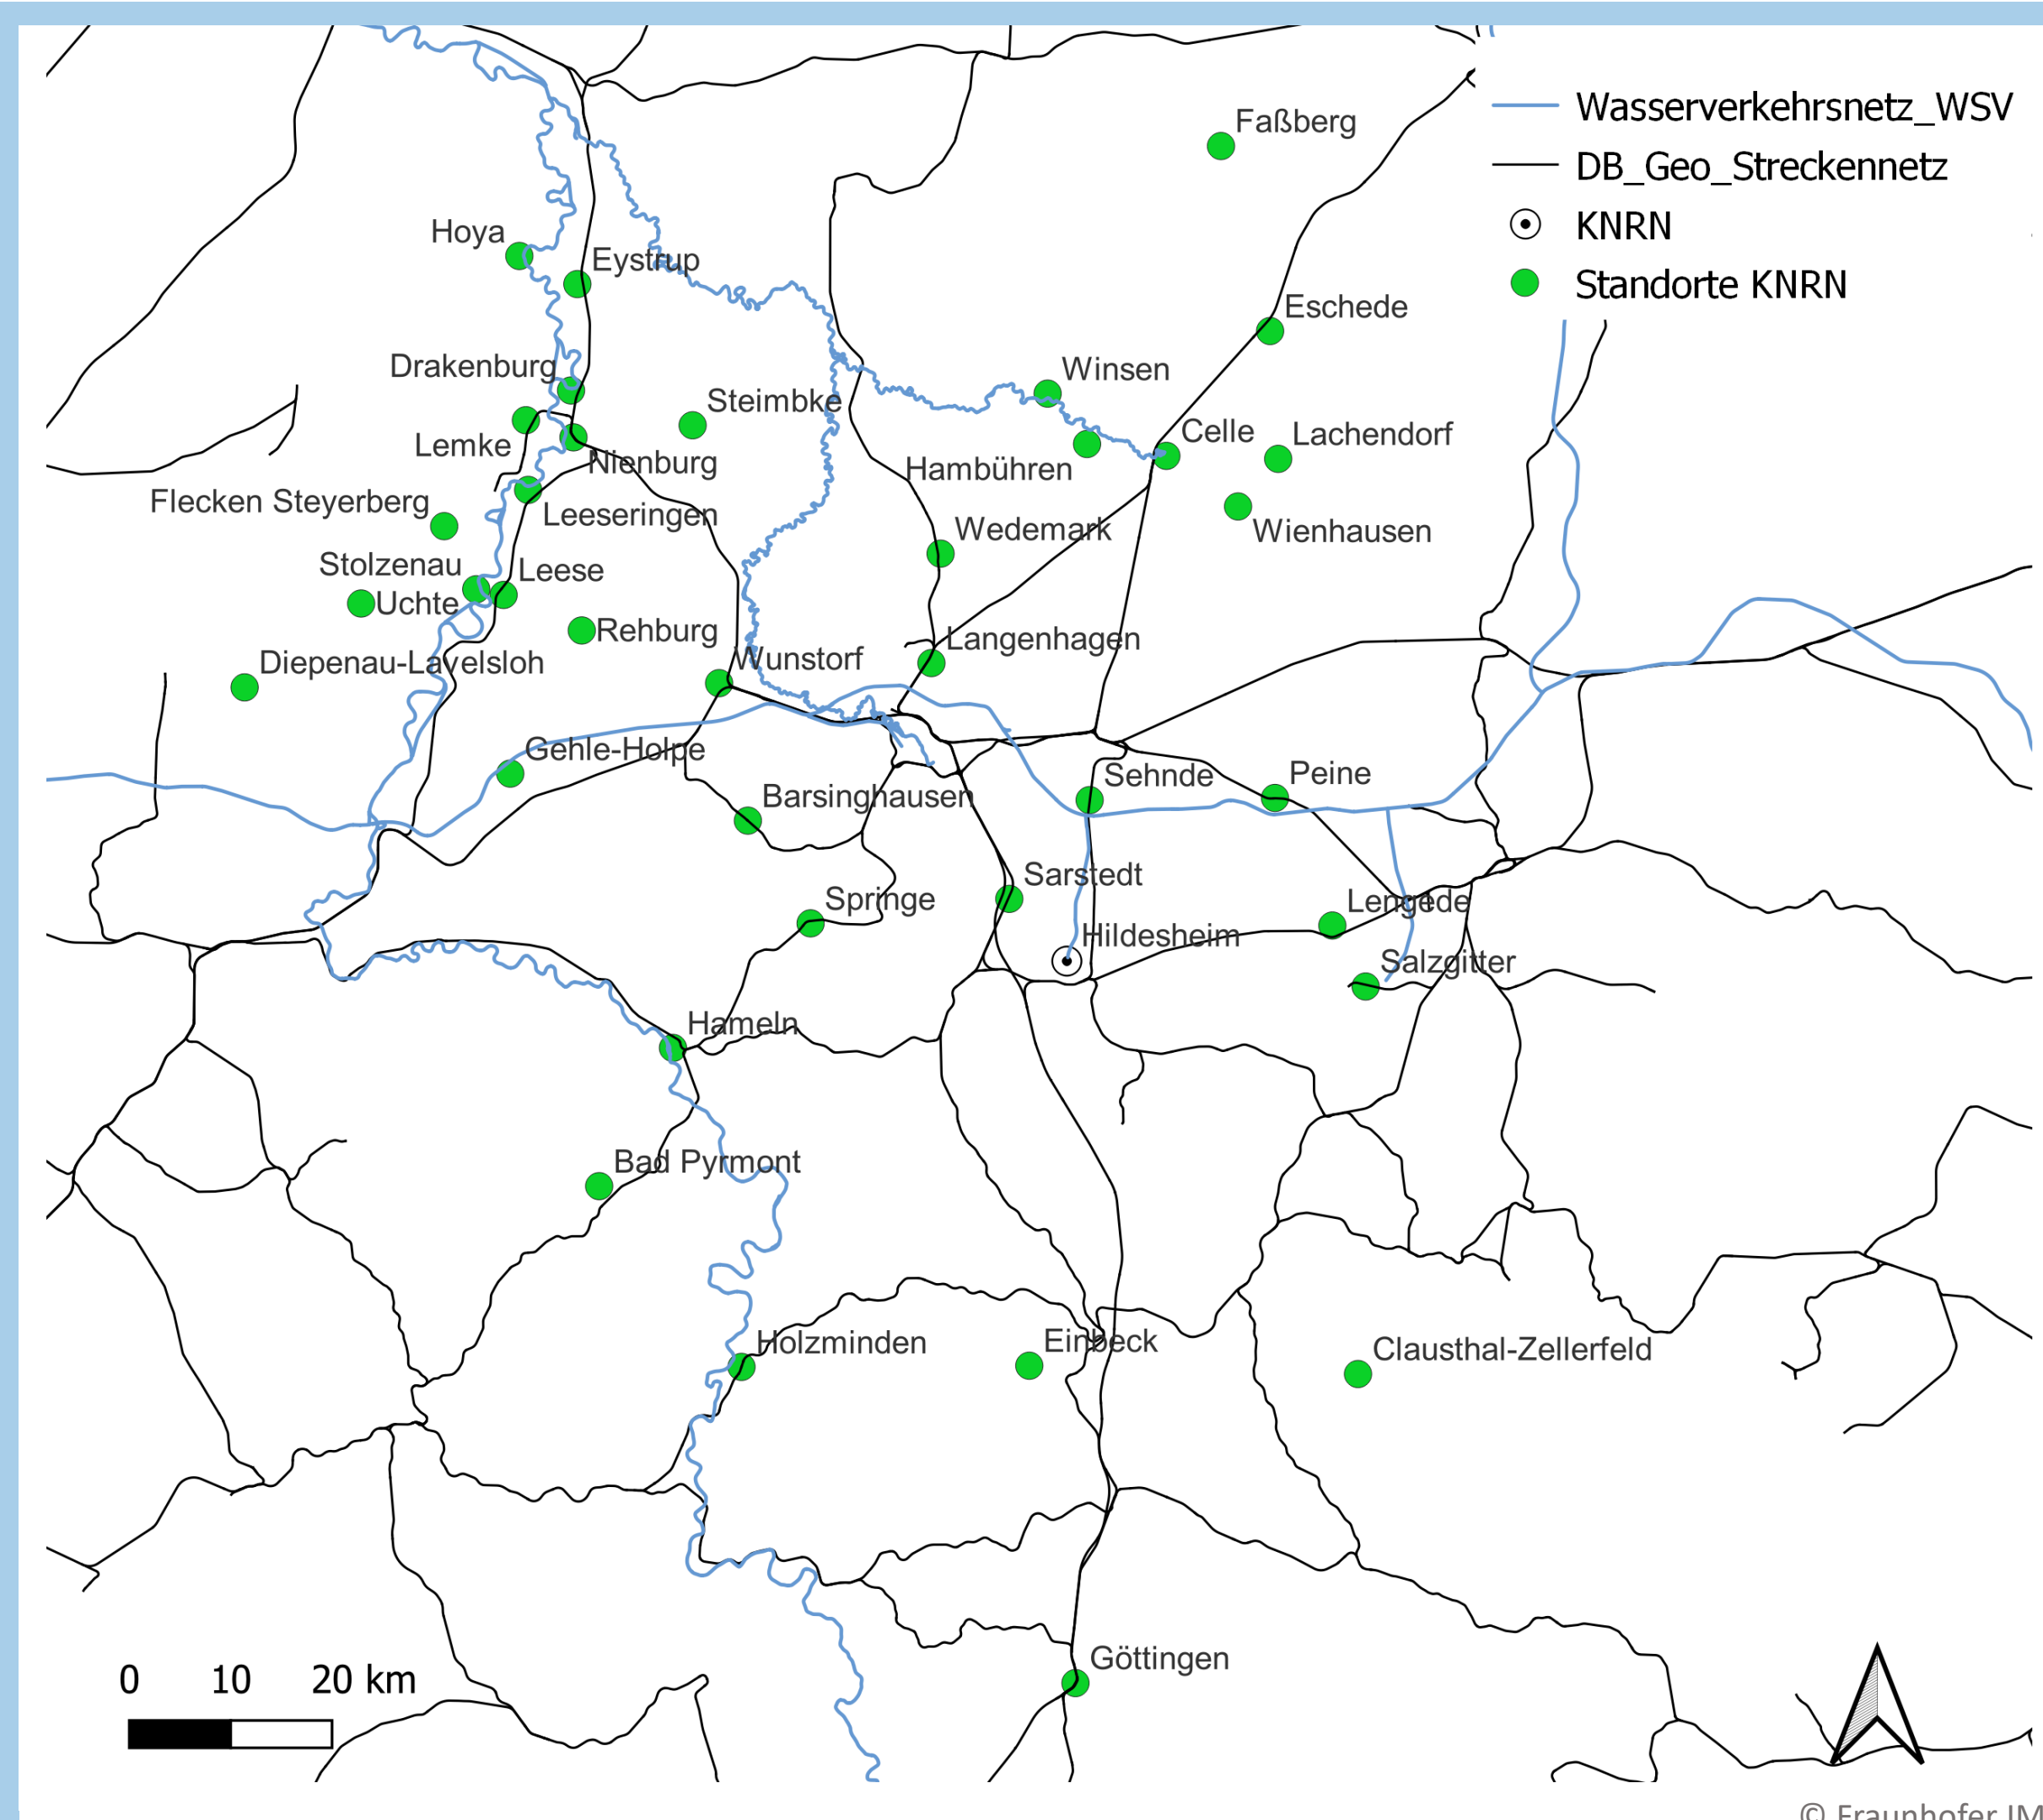 Wasserverkehrsnetz_WSV
DB_Geo_Streckennetz
KNRN
Standorte KNRN
Faßberg
Hoya
Eystrup
Eschede
Drakenburg
Winsen
Steimbke
Lemke
Celle
Lachendorf
Nienburg
Hambühren
Flecken Steyerberg
Leeseringen
Wedemark
Wienhausen
Stolzenau
Leese
Uchte
Rehburg
Langenhagen
Diepenau-Lavelsloh
Wunstorf
Gehle-Holpe
Sehnde
Peine
Barsinghausen
Sarstedt
Springe
Lengede
Hildesheim
Salzgitter
Hameln
Bad Pyrmont
Holzminden
Einbeck
Clausthal-Zellerfeld
Göttingen
0 10 20 km
© Fraunhofer